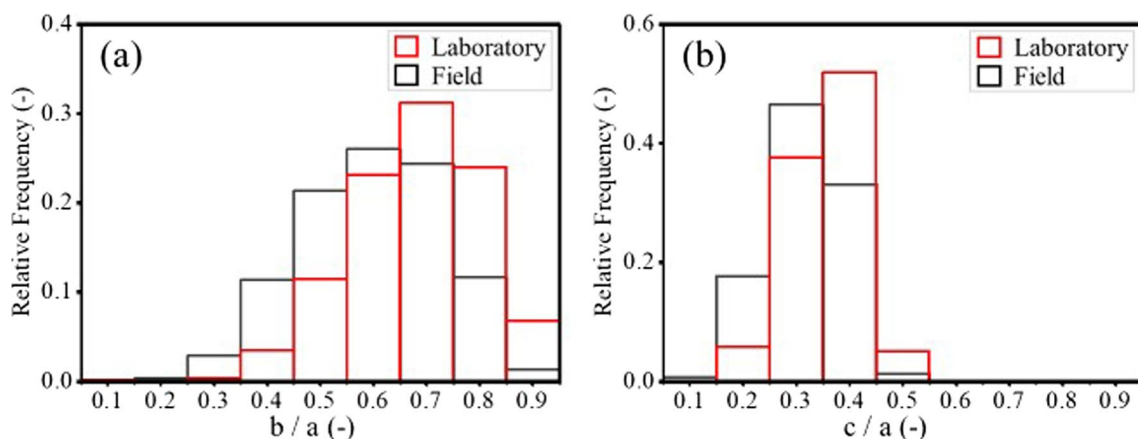 (a)
Laboratory
Field
Relative Frequency (-)
0.4
0.3
0.2
0.1
0.0
0.1 0.2 0.3 0.4 0.5 0.6 0.7 0.8 0.9
b / a (-)
(b)
Laboratory
Field
Relative Frequency (-)
0.6
0.4
0.2
0.0
0.1 0.2 0.3 0.4 0.5 0.6 0.7 0.8 0.9
c / a (-)